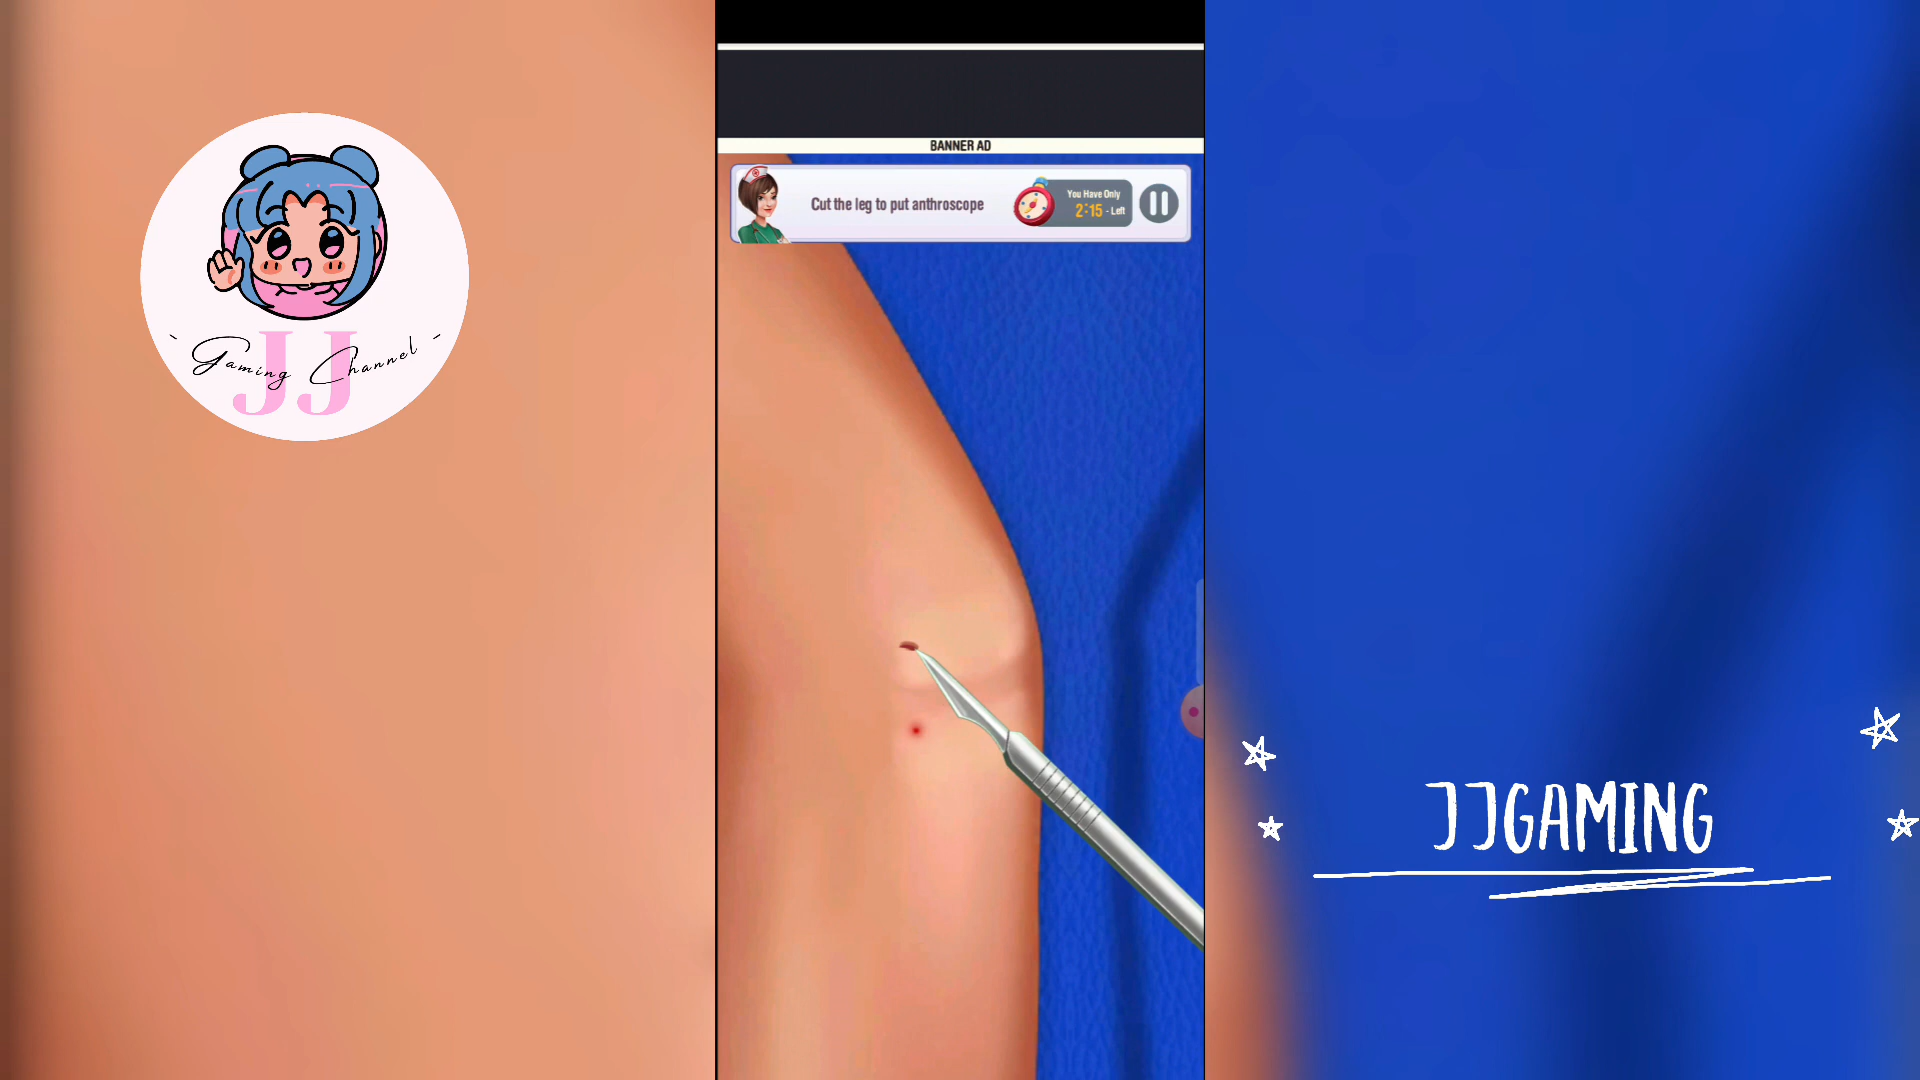 BANNER AD
Cut the leg to put anthroscope
You Have Only
2:15 - Left
- Gaming Channel -
JJ
JJGAMING